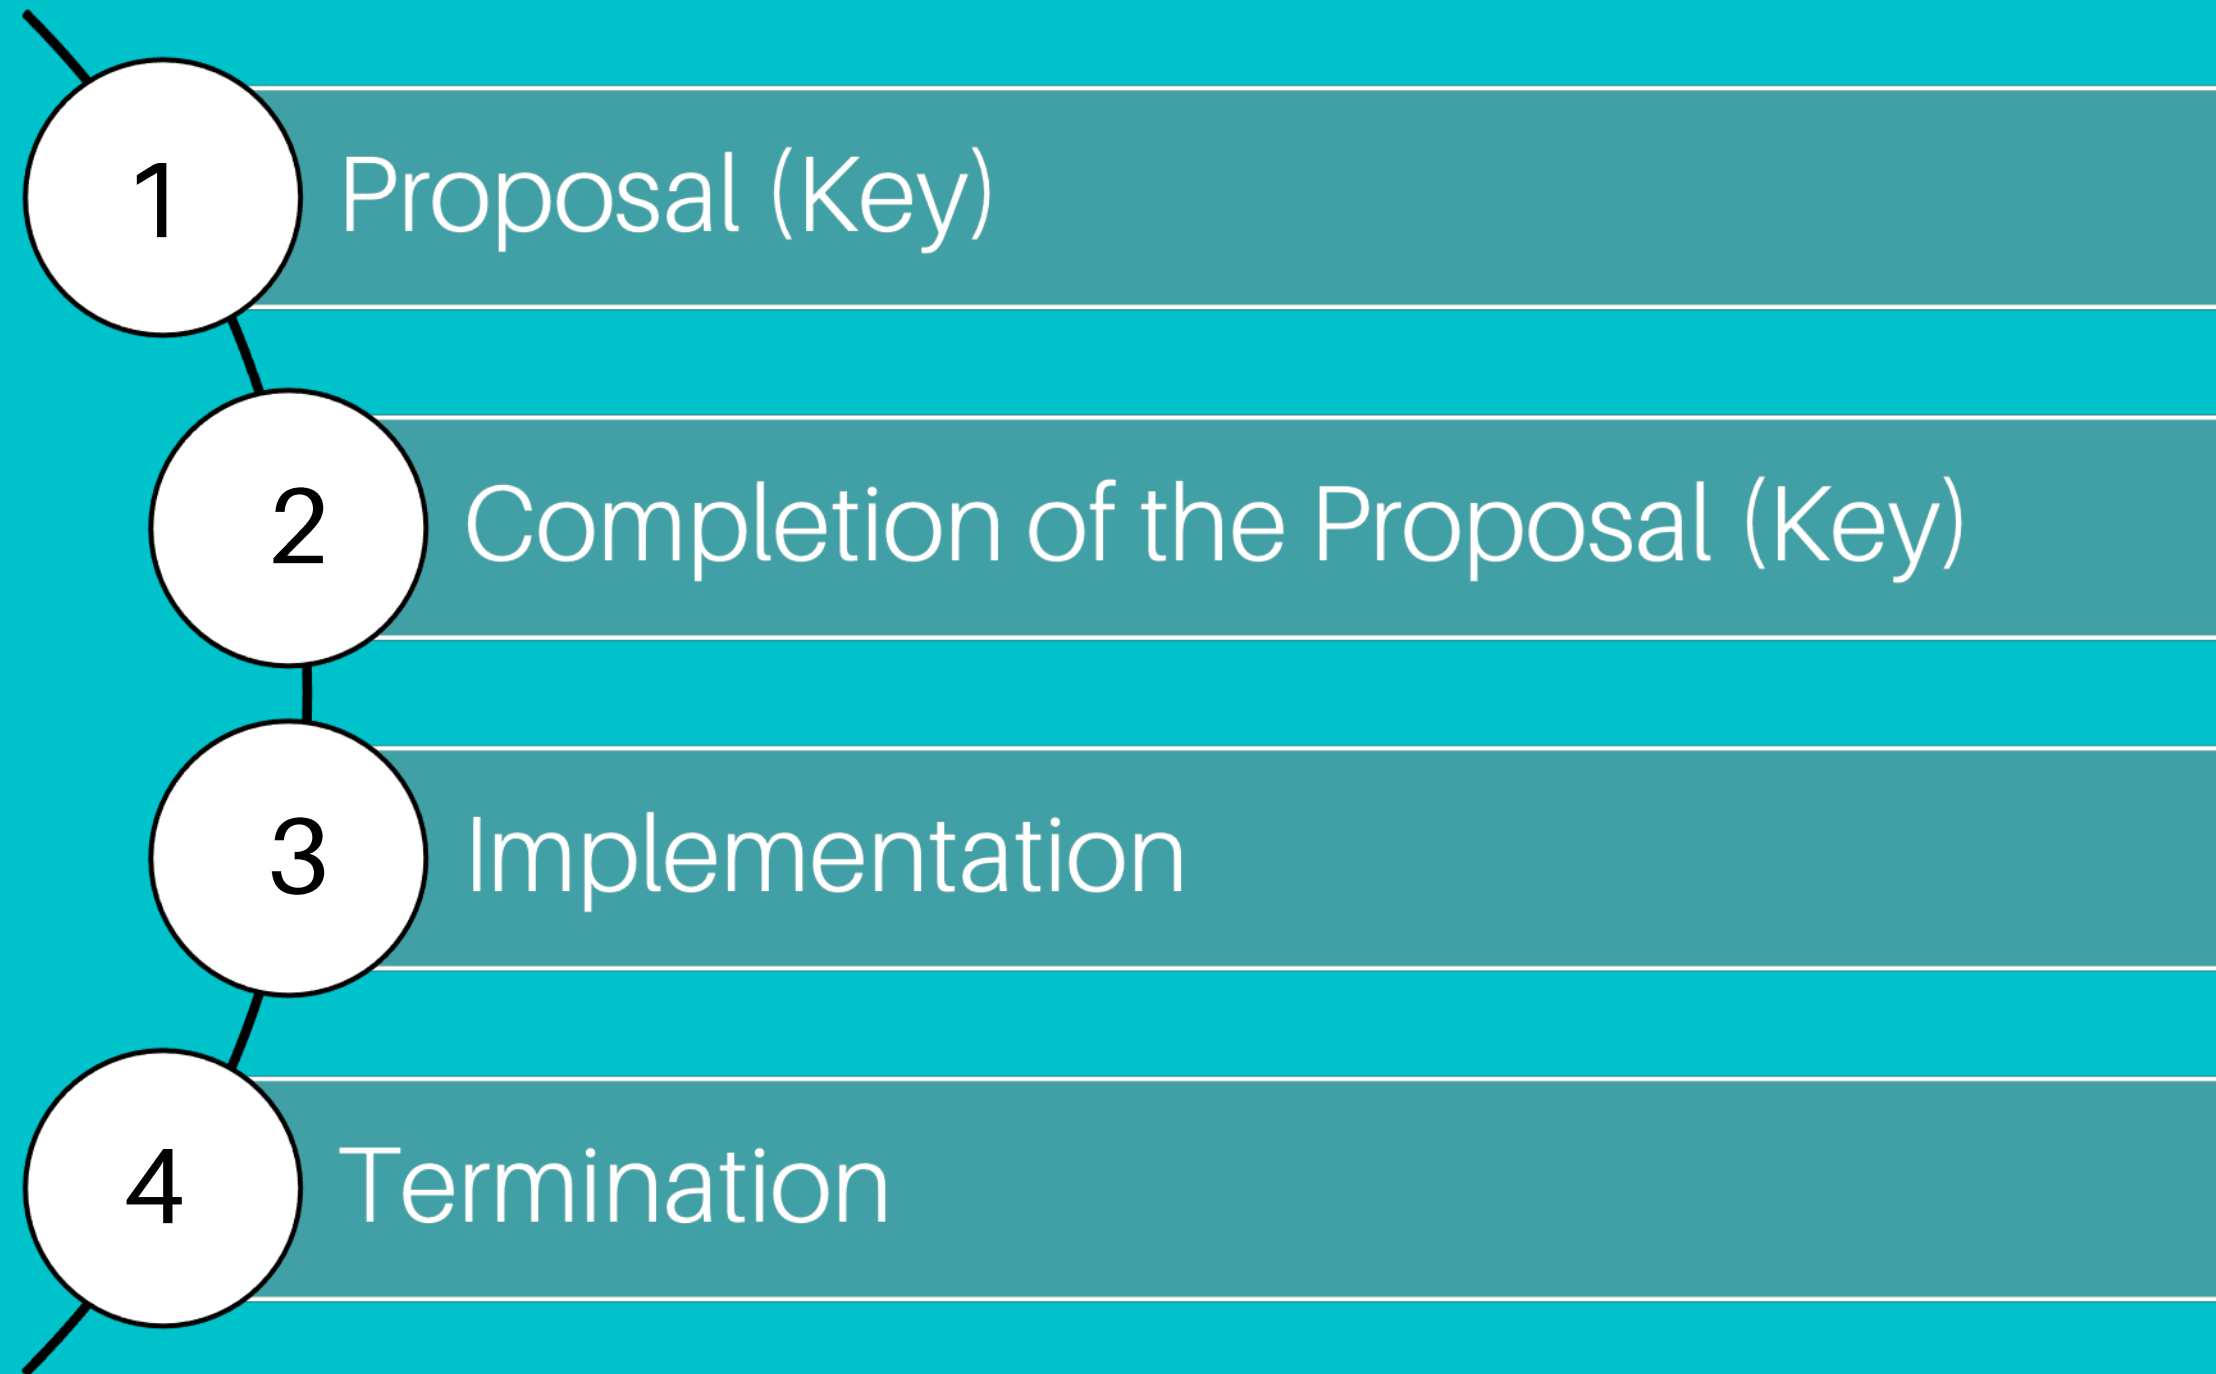 1 Proposal (Key)
2 Completion of the Proposal (Key)
3 Implementation
4 Termination